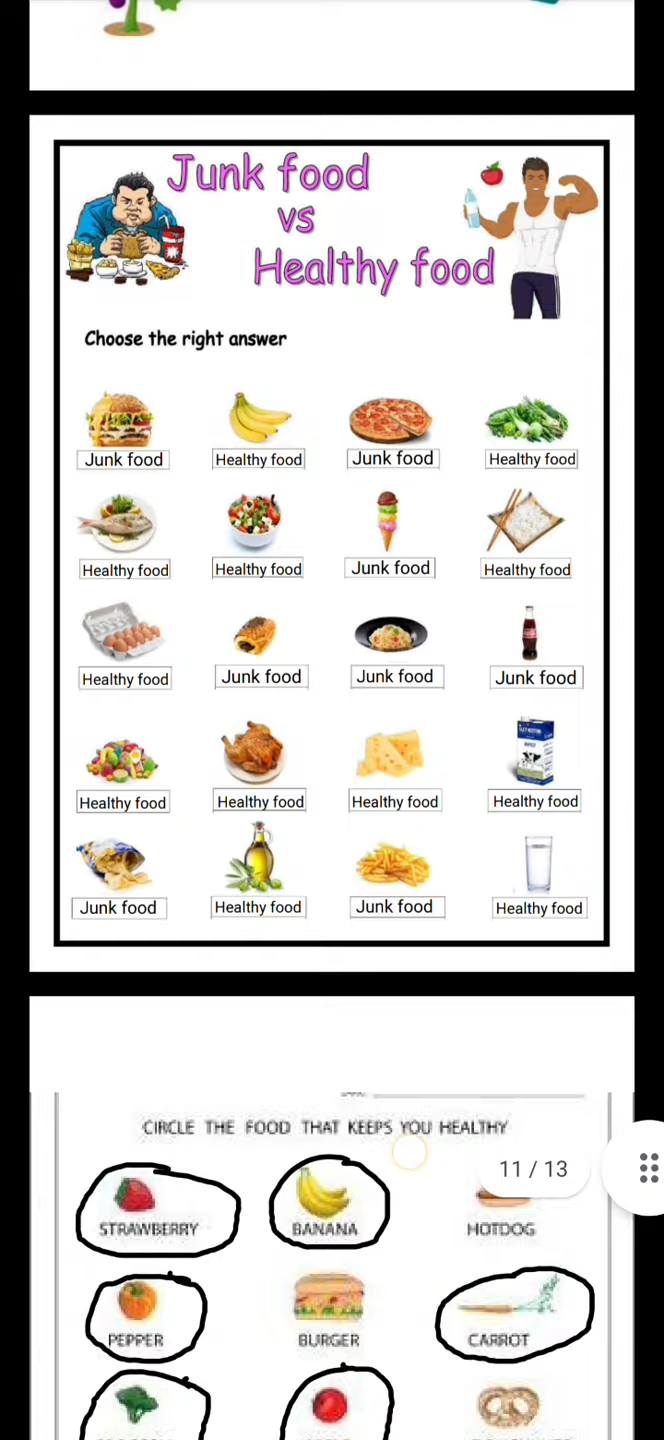 Junk food
vs
Healthy food
Choose the right answer
Junk food
Healthy food
Junk food
Healthy food
Healthy food
Healthy food
Junk food
Healthy food
Healthy food
Junk food
Junk food
Junk food
Healthy food
Healthy food
Healthy food
Healthy food
Junk food
Healthy food
Junk food
Healthy food
CIRCLE THE FOOD THAT KEEPS YOU HEALTHY
11 / 13
STRAWBERRY
BANANA
HOTDOG
PEPPER
BURGER
CARROT